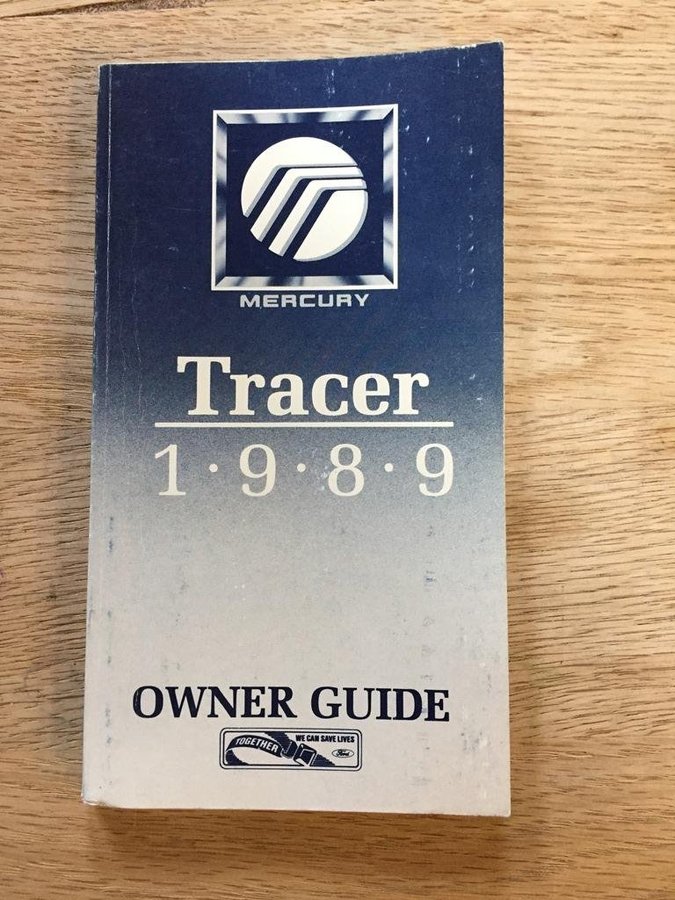 MERCURY
Tracer
1·9·8·9
OWNER GUIDE
TOGETHER WE CAN SAVE LIVES
Ford